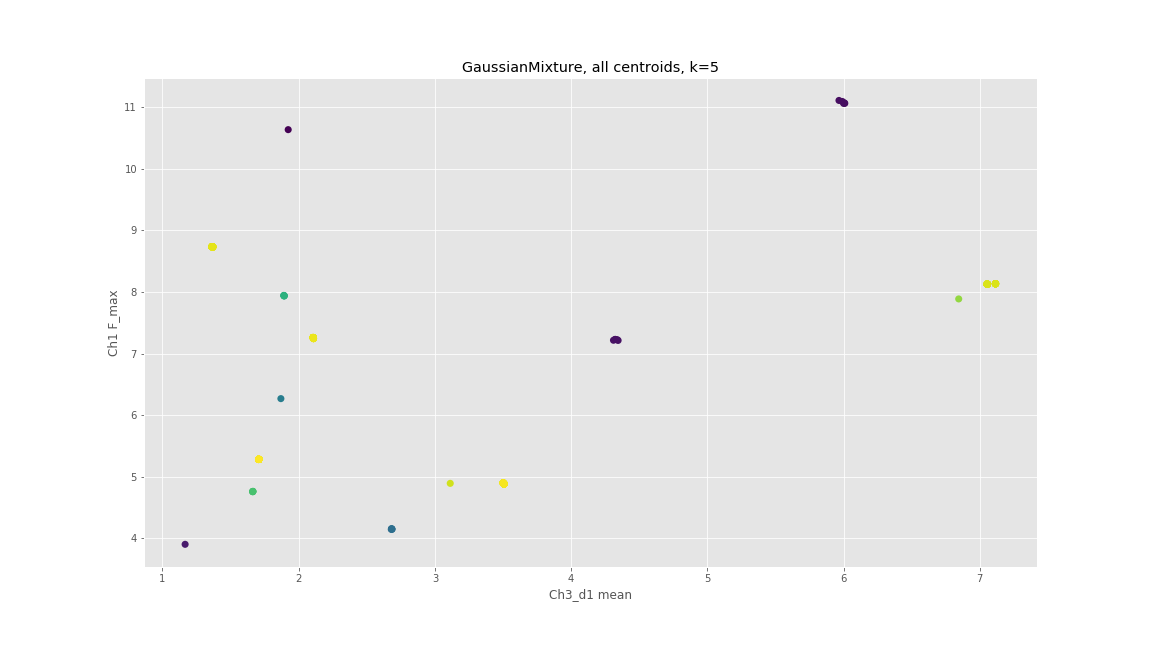 GaussianMixture, all centroids, k=5
11
10
9
8
7
6
5
4
Ch1 F_max
1 2 3 4 5 6 7
Ch3_d1 mean